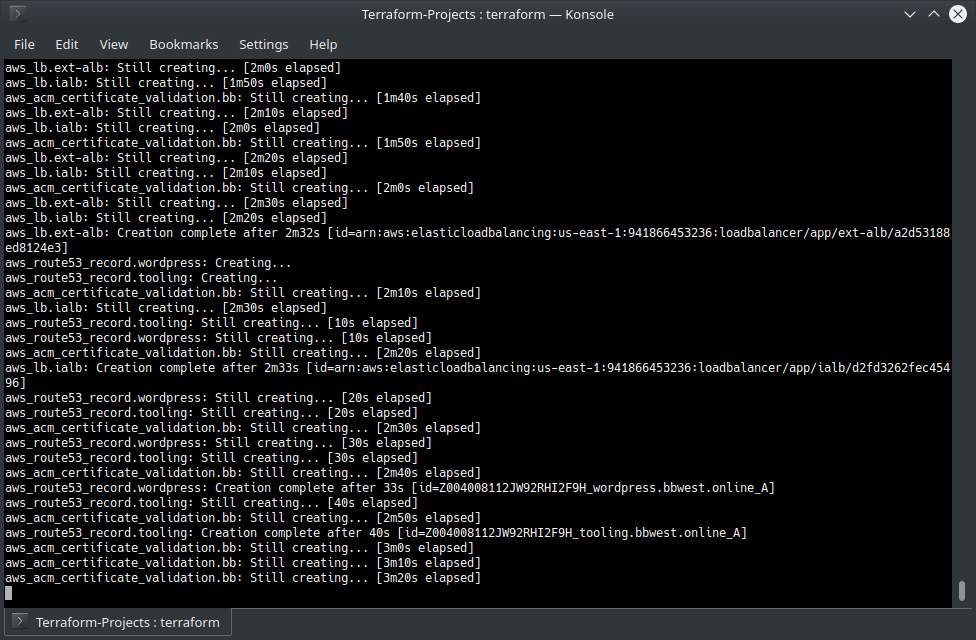 Terraform-Projects : terraform — Konsole
File Edit View Bookmarks Settings Help
aws_lb.ext-alb: Still creating... [2m0s elapsed]
aws_lb.ialb: Still creating... [1m50s elapsed]
aws_acm_certificate_validation.bb: Still creating... [1m40s elapsed]
aws_lb.ext-alb: Still creating... [2m10s elapsed]
aws_lb.ialb: Still creating... [2m0s elapsed]
aws_acm_certificate_validation.bb: Still creating... [1m50s elapsed]
aws_lb.ext-alb: Still creating... [2m20s elapsed]
aws_lb.ialb: Still creating... [2m10s elapsed]
aws_acm_certificate_validation.bb: Still creating... [2m0s elapsed]
aws_lb.ext-alb: Still creating... [2m30s elapsed]
aws_lb.ialb: Still creating... [2m20s elapsed]
aws_lb.ext-alb: Creation complete after 2m32s [id=arn:aws:elasticloadbalancing:us-east-1:941866453236:loadbalancer/app/ext-alb/a2d53188
ed8124e3]
aws_route53_record.wordpress: Creating...
aws_route53_record.tooling: Creating...
aws_acm_certificate_validation.bb: Still creating... [2m10s elapsed]
aws_lb.ialb: Still creating... [2m30s elapsed]
aws_route53_record.tooling: Still creating... [10s elapsed]
aws_route53_record.wordpress: Still creating... [10s elapsed]
aws_acm_certificate_validation.bb: Still creating... [2m20s elapsed]
aws_lb.ialb: Creation complete after 2m33s [id=arn:aws:elasticloadbalancing:us-east-1:941866453236:loadbalancer/app/ialb/d2fd3262fec454
96]
aws_route53_record.wordpress: Still creating... [20s elapsed]
aws_route53_record.tooling: Still creating... [20s elapsed]
aws_acm_certificate_validation.bb: Still creating... [2m30s elapsed]
aws_route53_record.wordpress: Still creating... [30s elapsed]
aws_route53_record.tooling: Still creating... [30s elapsed]
aws_acm_certificate_validation.bb: Still creating... [2m40s elapsed]
aws_route53_record.wordpress: Creation complete after 33s [id=Z004008112JW92RHI2F9H_wordpress.bbwest.online_A]
aws_route53_record.tooling: Still creating... [40s elapsed]
aws_acm_certificate_validation.bb: Still creating... [2m50s elapsed]
aws_route53_record.tooling: Creation complete after 40s [id=Z004008112JW92RHI2F9H_tooling.bbwest.online_A]
aws_acm_certificate_validation.bb: Still creating... [3m0s elapsed]
aws_acm_certificate_validation.bb: Still creating... [3m10s elapsed]
aws_acm_certificate_validation.bb: Still creating... [3m20s elapsed]
Terraform-Projects : terraform